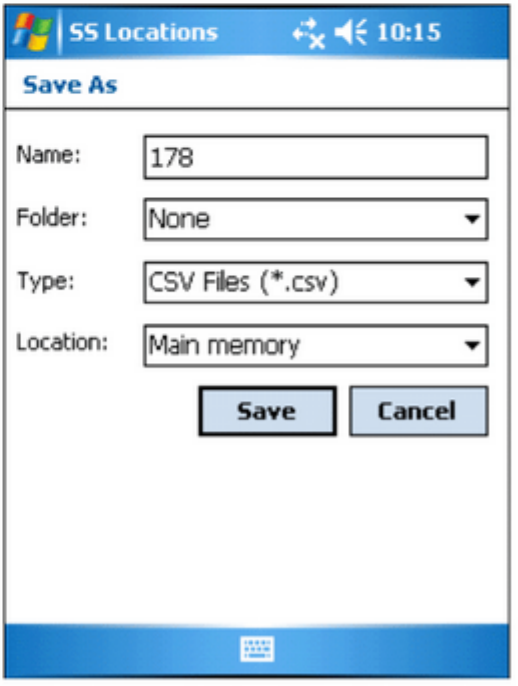 SS Locations 10:15
Save As
Name: 178
Folder: None
Type: CSV Files (*.csv)
Location: Main memory
Save Cancel